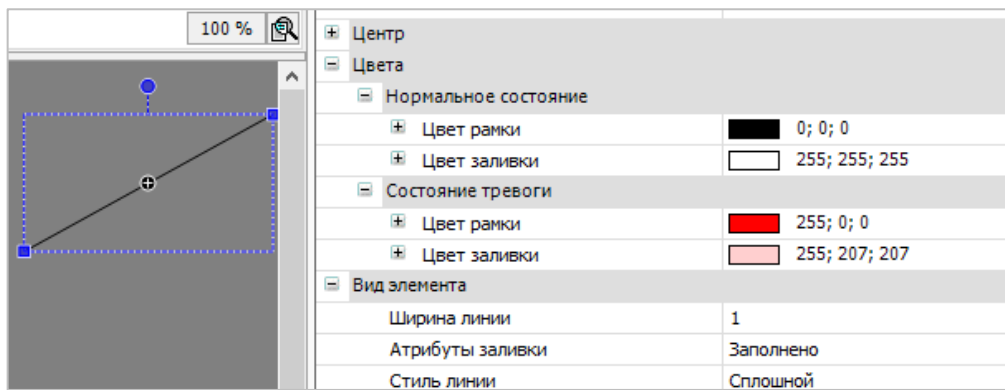 100 %
Центр
Цвета
Нормальное состояние
Цвет рамки 0; 0; 0
Цвет заливки 255; 255; 255
Состояние тревоги
Цвет рамки 255; 0; 0
Цвет заливки 255; 207; 207
Вид элемента
Ширина линии 1
Атрибуты заливки Заполнено
Стиль линии Сплошной